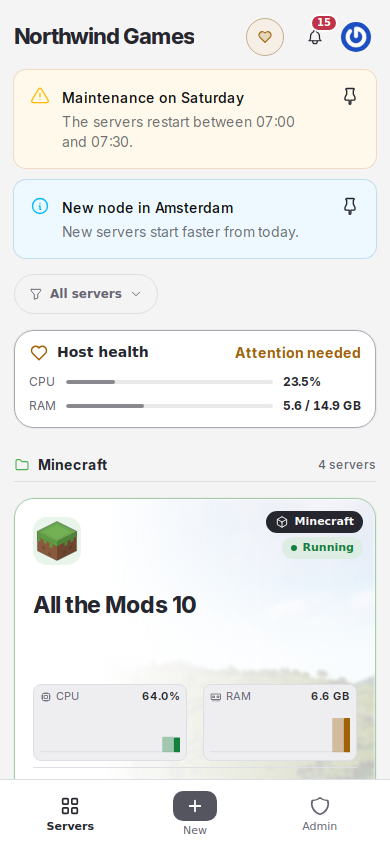 Northwind Games
15
Maintenance on Saturday
The servers restart between 07:00
and 07:30.
New node in Amsterdam
New servers start faster from today.
All servers
Host health
Attention needed
CPU
23.5%
RAM
5.6 / 14.9 GB
Minecraft
4 servers
Minecraft
Running
All the Mods 10
CPU
64.0%
RAM
6.6 GB
Servers
New
Admin